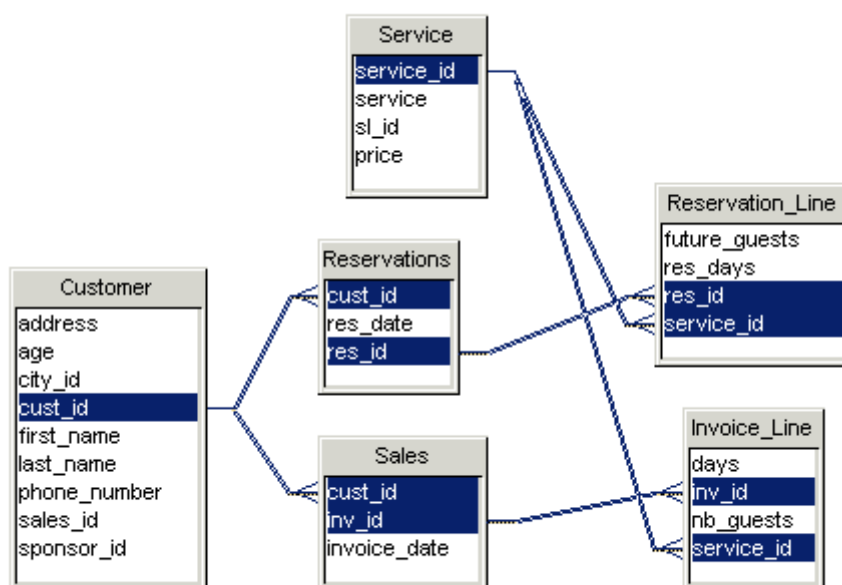 Service
service_id
service
sl_id
price
Reservation_Line
future_guests
res_days
res_id
service_id
Reservations
cust_id
res_date
res_id
Customer
address
age
city_id
cust_id
first_name
last_name
phone_number
sales_id
sponsor_id
Sales
cust_id
inv_id
invoice_date
Invoice_Line
days
inv_id
nb_guests
service_id